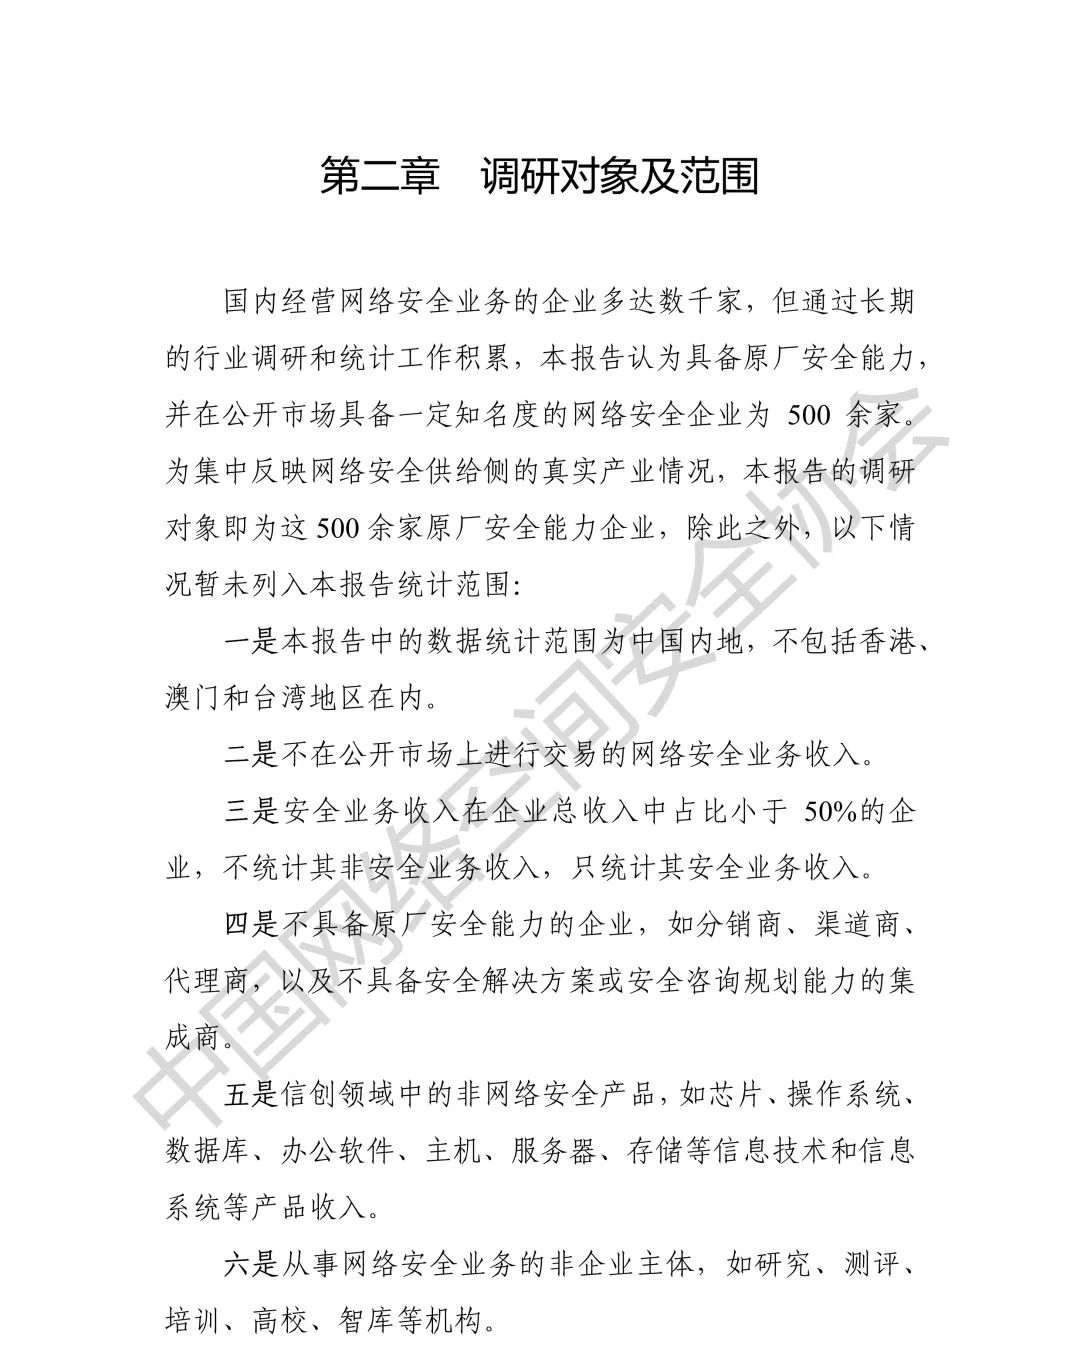 第二章 调研对象及范围
国内经营网络安全业务的企业多达数千家，但通过长期
的行业调研和统计工作积累，本报告认为具备原厂安全能力，
并在公开市场具备一定知名度的网络安全企业为 500 余家。
为集中反映网络安全供给侧的真实产业情况，本报告的调研
对象即为这 500 余家原厂安全能力企业，除此之外，以下情
况暂未列入本报告统计范围：
一是本报告中的数据统计范围为中国内地，不包括香港、
澳门和台湾地区在内。
二是不在公开市场上进行交易的网络安全业务收入。
三是安全业务收入在企业总收入中占比小于 50%的企
业，不统计其非安全业务收入，只统计其安全业务收入。
四是不具备原厂安全能力的企业，如分销商、渠道商、
代理商，以及不具备安全解决方案或安全咨询规划能力的集
成商。
五是信创领域中的非网络安全产品，如芯片、操作系统、
数据库、办公软件、主机、服务器、存储等信息技术和信息
系统等产品收入。
六是从事网络安全业务的非企业主体，如研究、测评、
培训、高校、智库等机构。
中国网络空间安全协会